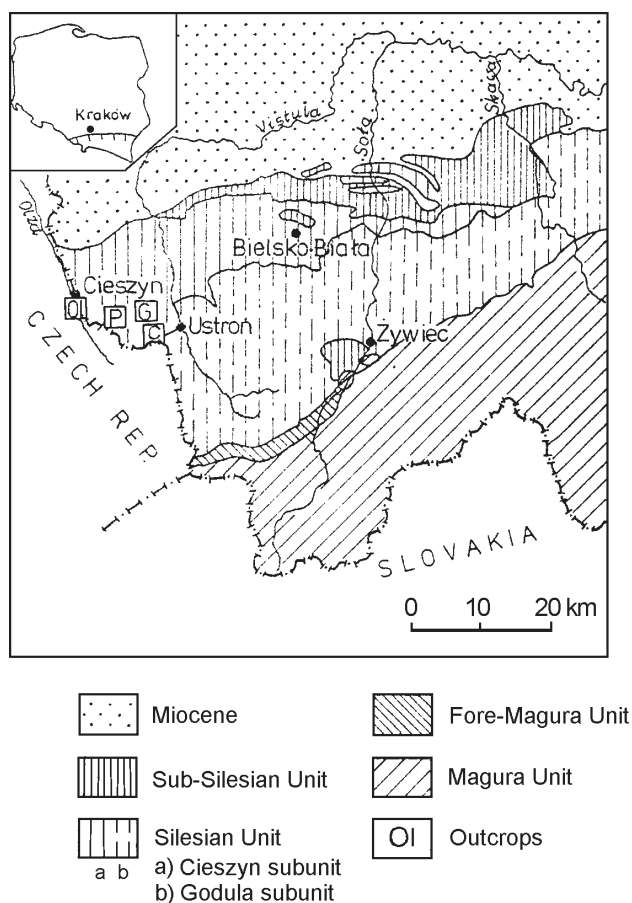 Kraków
Vistula
Soła
Skawa
Olza
Bielsko-Biała
Cieszyn
Ol
P
G
C
Ustroń
Żywiec
CZECH REP.
SLOVAKIA
0 10 20 km
Miocene
Fore-Magura Unit
Sub-Silesian Unit
Magura Unit
Silesian Unit
a b
a) Cieszyn subunit
b) Godula subunit
Ol
Outcrops